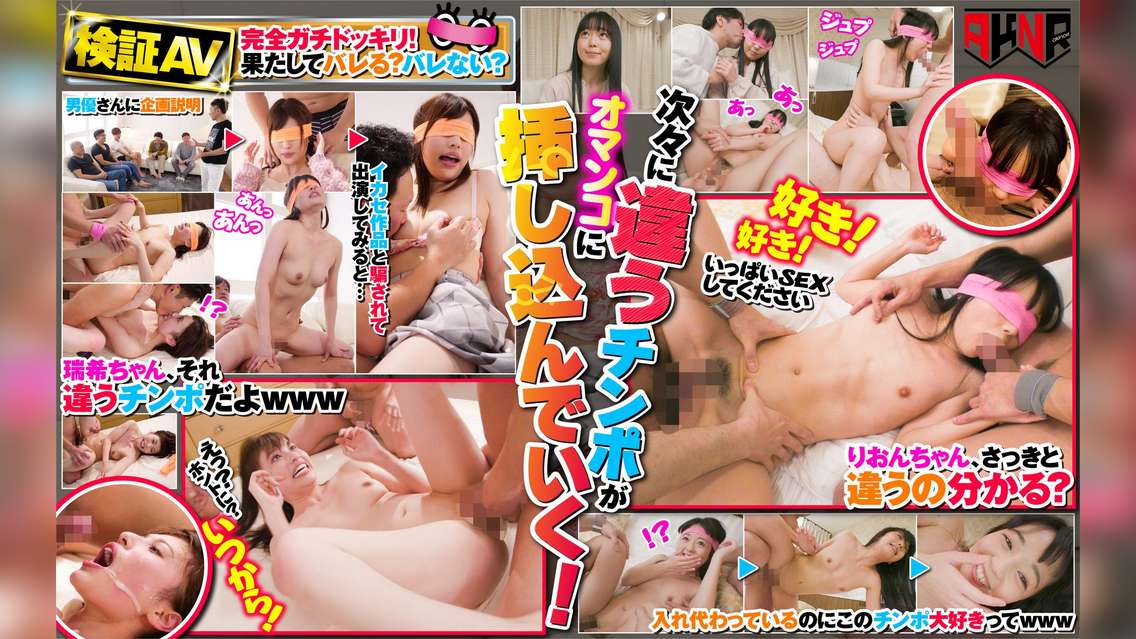 検証AV
完全ガチドッキリ!
果たしてバレる?バレない?
男優さんに企画説明
あんっ
あんっ
イカセ作品と騙されて
出演してみると…
!?
瑞希ちゃん、それ
違うチンポだよwww
えっ?
ホントに?
いつから!
次々に違うチンポが
オマンコに
挿し込んでいく!
ジュプ
ジュプ
あっ
あっ
AKNR
好き!
好き!
いっぱいSEX
してください
りおんちゃん、さっきと
違うの分かる?
!?
入れ代わっているのにこのチンポ大好きってwww